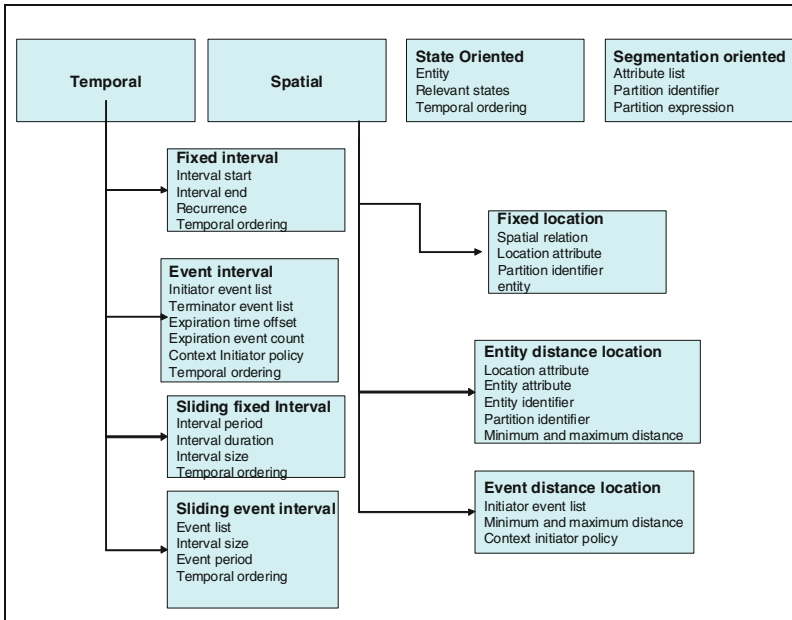 Temporal
Spatial
State Oriented
Entity
Relevant states
Temporal ordering
Segmentation oriented
Attribute list
Partition identifier
Partition expression
Fixed interval
Interval start
Interval end
Recurrence
Temporal ordering
Event interval
Initiator event list
Terminator event list
Expiration time offset
Expiration event count
Context Initiator policy
Temporal ordering
Sliding fixed Interval
Interval period
Interval duration
Interval size
Temporal ordering
Sliding event interval
Event list
Interval size
Event period
Temporal ordering
Fixed location
Spatial relation
Location attribute
Partition identifier
entity
Entity distance location
Location attribute
Entity attribute
Entity identifier
Partition identifier
Minimum and maximum distance
Event distance location
Initiator event list
Minimum and maximum distance
Context initiator policy